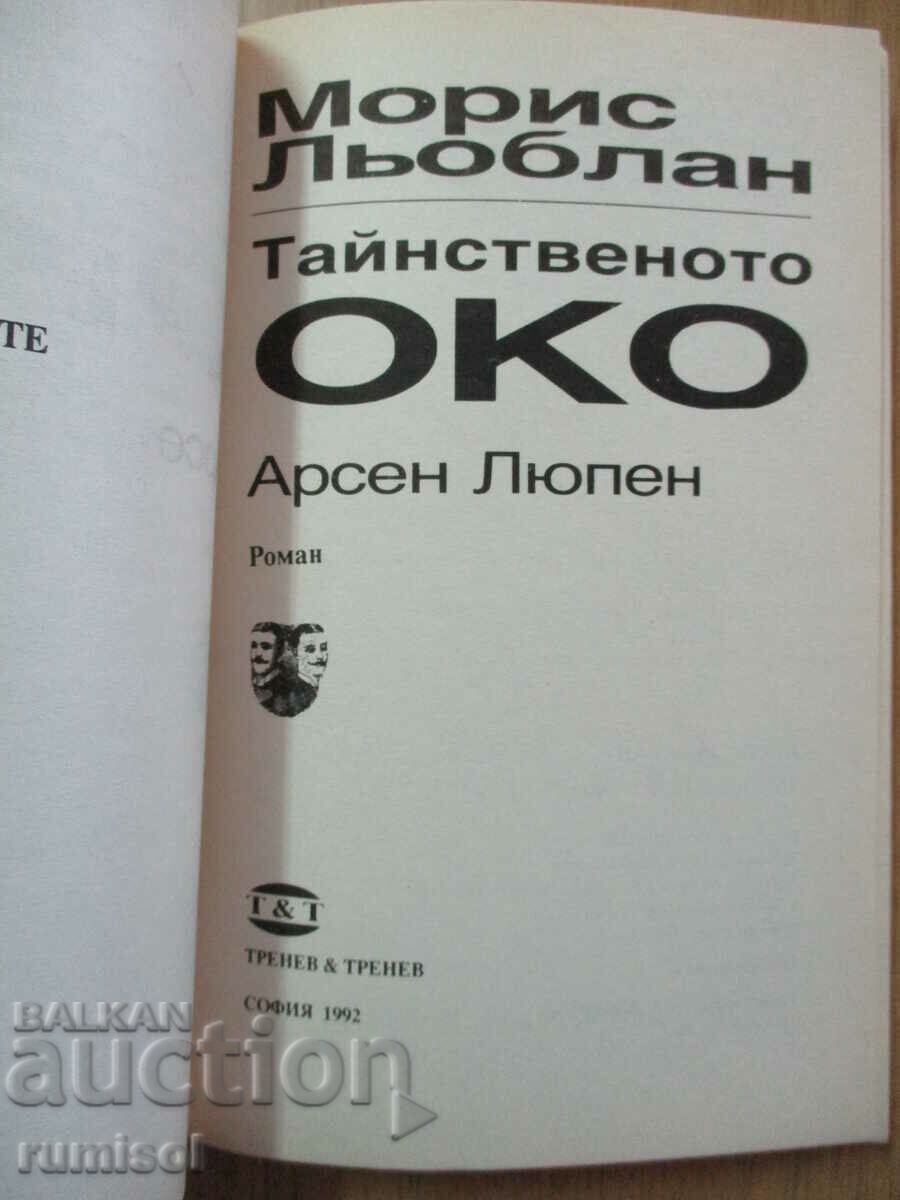 Морис
Льоблан
Тайнственото
ОКО
Арсен Люпен
Роман
ТЕ
T & T
ТРЕНЕВ & ТРЕНЕВ
СОФИЯ 1992
BALKAN
auction
rumisol